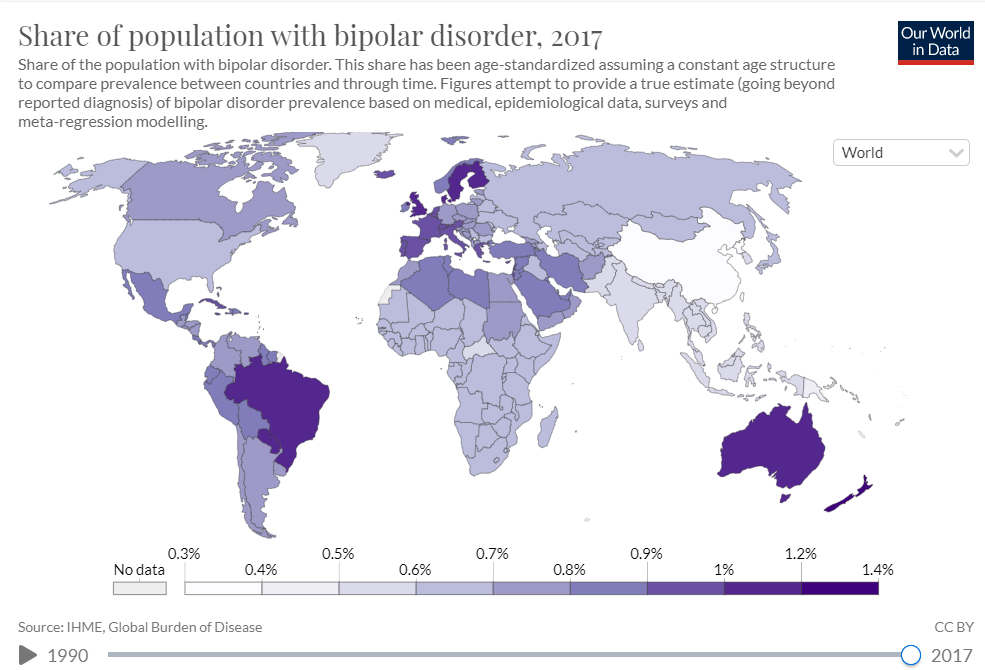 Share of population with bipolar disorder, 2017
Our World
in Data
Share of the population with bipolar disorder. This share has been age-standardized assuming a constant age structure
to compare prevalence between countries and through time. Figures attempt to provide a true estimate (going beyond
reported diagnosis) of bipolar disorder prevalence based on medical, epidemiological data, surveys and
meta-regression modelling.
World
0.3% 0.5% 0.7% 0.9% 1.2%
No data 0.4% 0.6% 0.8% 1% 1.4%
Source: IHME, Global Burden of Disease CC BY
1990 2017